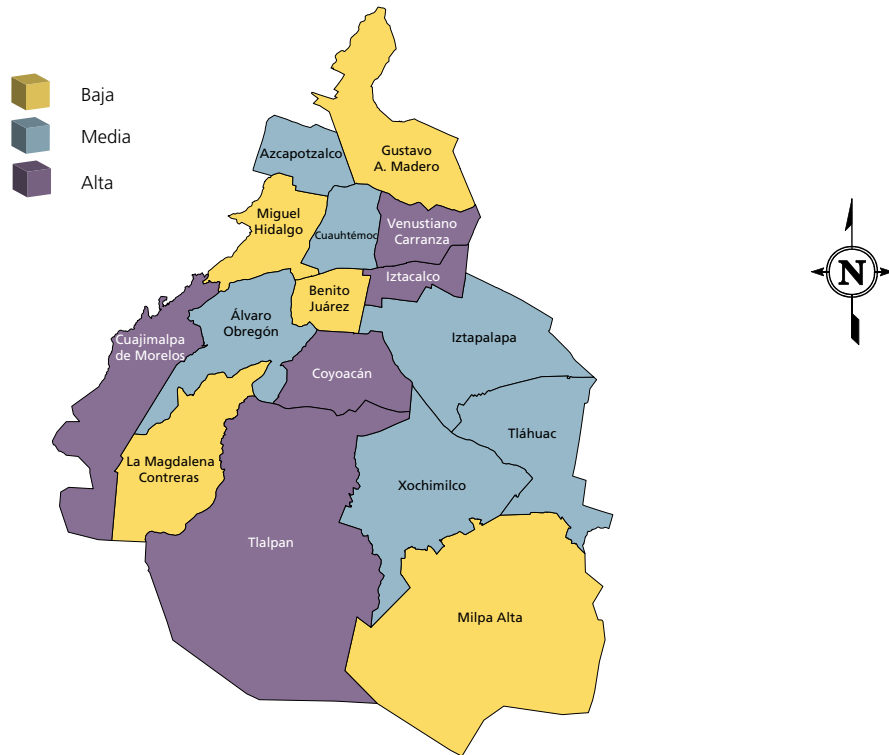 Baja
Media
Alta
Gustavo
A. Madero
Azcapotzalco
Miguel
Hidalgo
Cuauhtémoc
Venustiano
Carranza
Iztacalco
Benito
Juárez
Álvaro
Obregón
Cuajimalpa
de Morelos
Iztapalapa
Coyoacán
Tláhuac
La Magdalena
Contreras
Xochimilco
Tlalpan
Milpa Alta
N